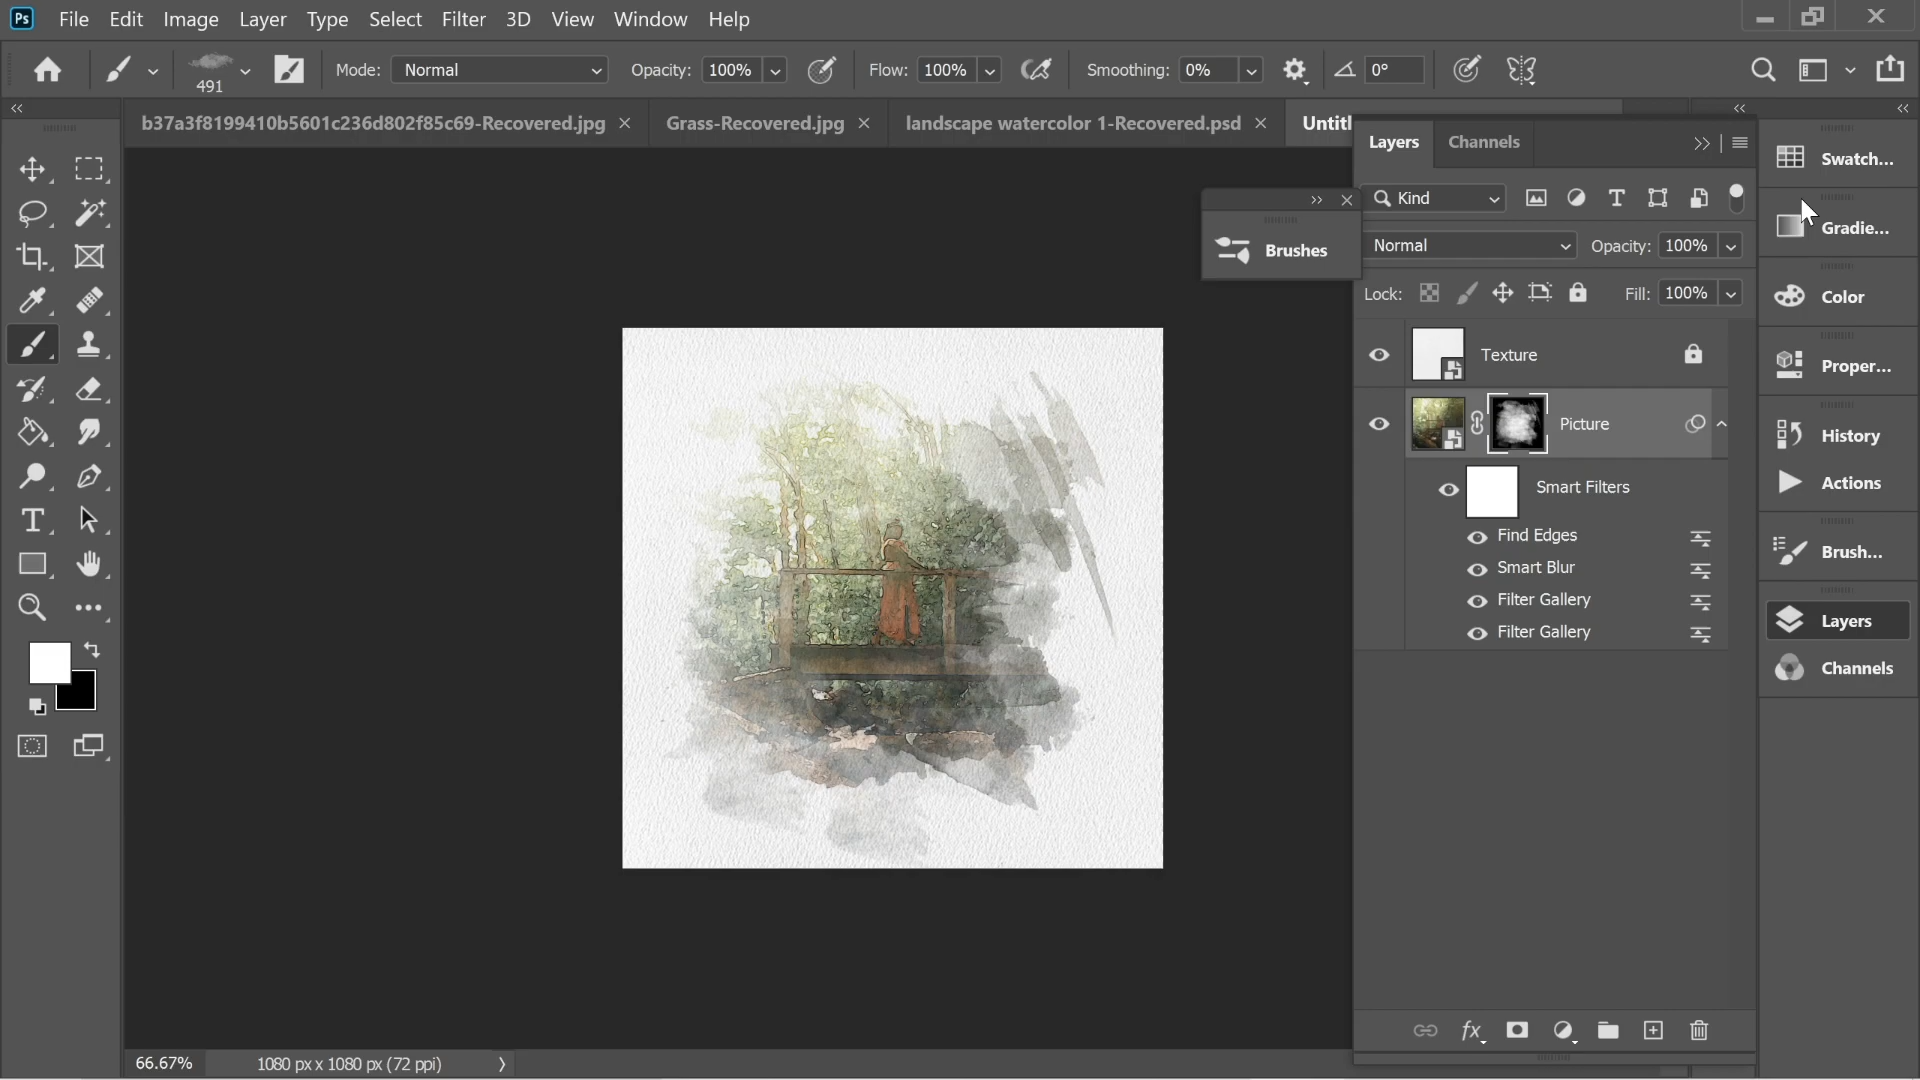 Ps File Edit Image Layer Type Select Filter 3D View Window Help
491 Mode: Normal Opacity: 100% Flow: 100% Smoothing: 0% 0°
b37a3f8199410b5601c236d802f85c69-Recovered.jpg Grass-Recovered.jpg landscape watercolor 1-Recovered.psd Untitl
Layers Channels
Kind
Normal Opacity: 100%
Lock: Fill: 100%
Texture
Picture
Smart Filters
Find Edges
Smart Blur
Filter Gallery
Filter Gallery
Brushes
Swatch...
Gradie...
Color
Proper...
History
Actions
Brush...
Layers
Channels
66.67% 1080 px x 1080 px (72 ppi)